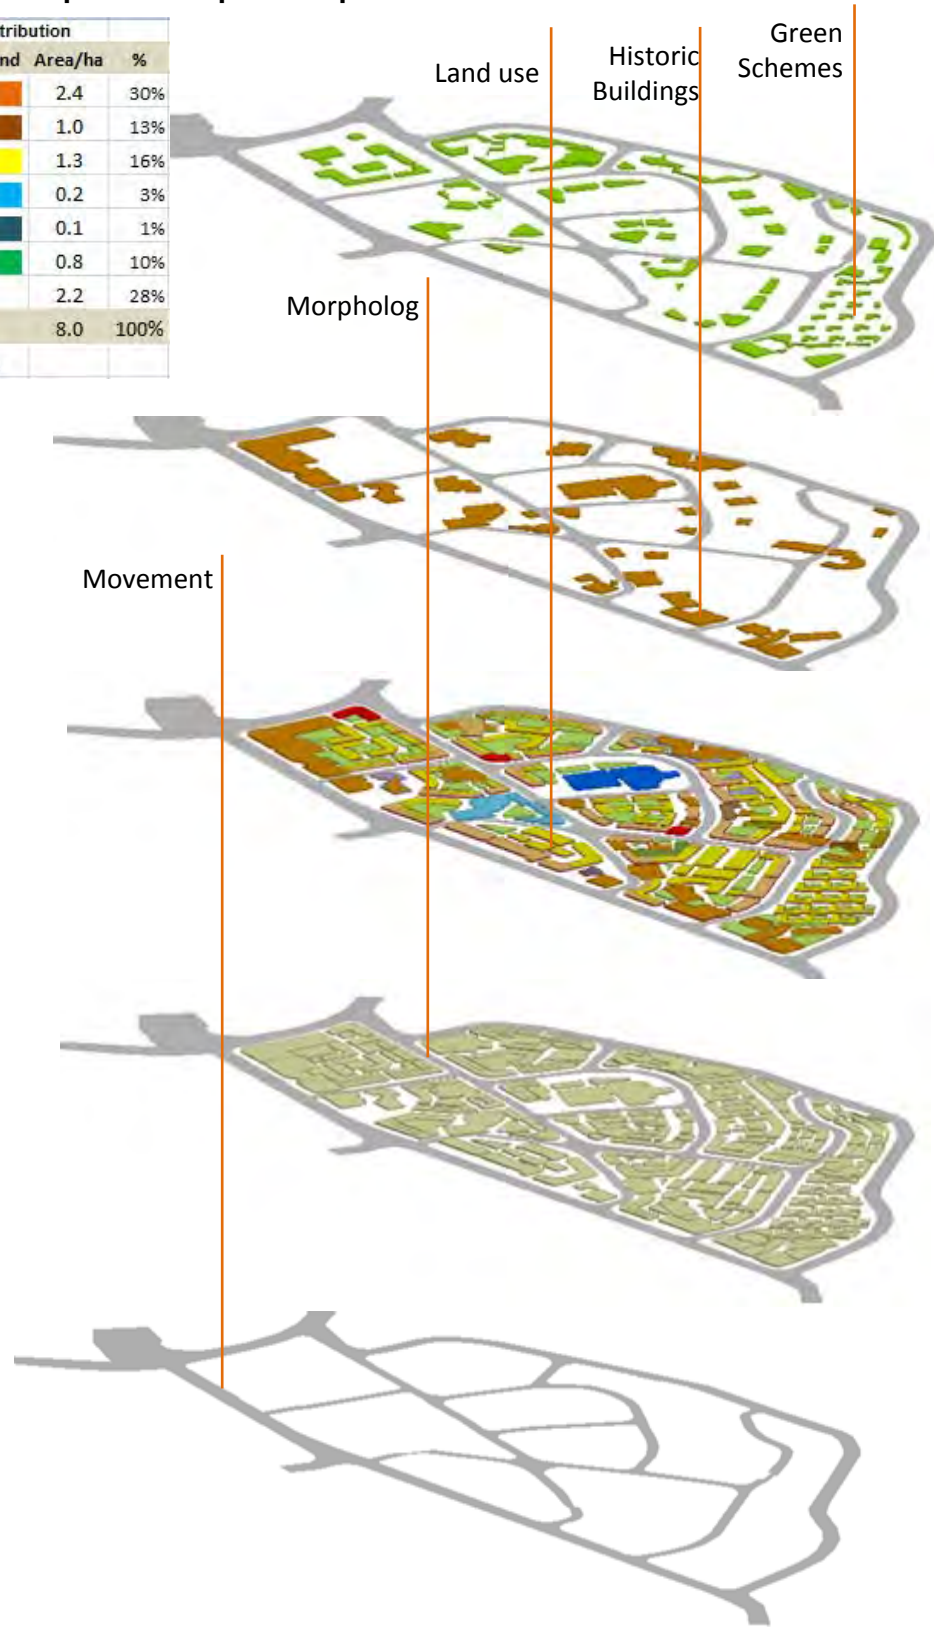 tribution
nd Area/ha %
2.4 30%
1.0 13%
1.3 16%
0.2 3%
0.1 1%
0.8 10%
2.2 28%
8.0 100%
Green
Schemes
Historic
Buildings
Land use
Morpholog
Movement